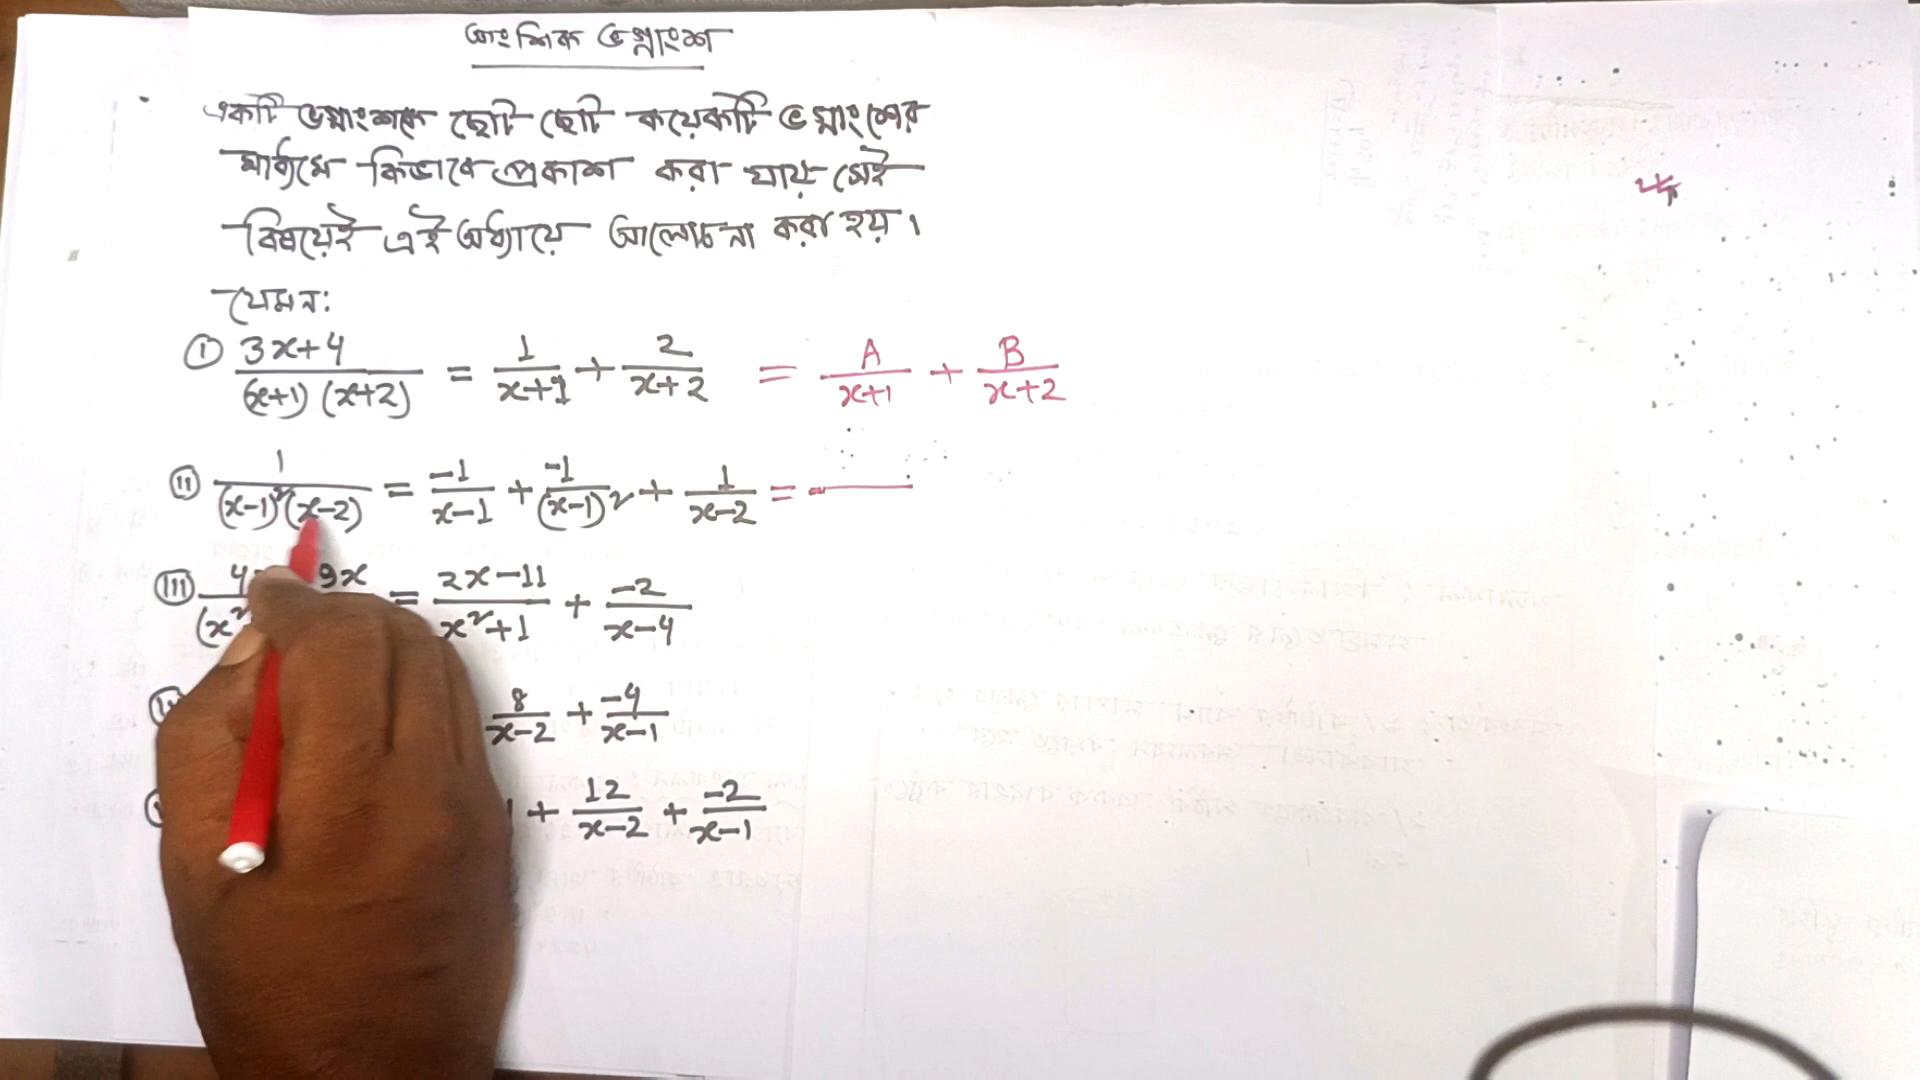 আংশিক ভগ্নাংশ
একটি ভগ্নাংশকে ছোট ছোট কয়েকটি ভগ্নাংশের
মাধ্যমে কিভাবে প্রকাশ করা যায় সেই
বিষয়েই এই অধ্যায়ে আলোচনা করা হয়।
যেমন:
(i) (3x+4)/((x+1)(x+2)) = 1/(x+1) + 2/(x+2) = A/(x+1) + B/(x+2)
(ii) 1/((x-1)²(x-2)) = -1/(x-1) + -1/(x-1)² + 1/(x-2) =
(iii) = (2x-11)/(x²+1) + -2/(x-4)
8/(x-2) + -4/(x-1)
+ 12/(x-2) + -2/(x-1)